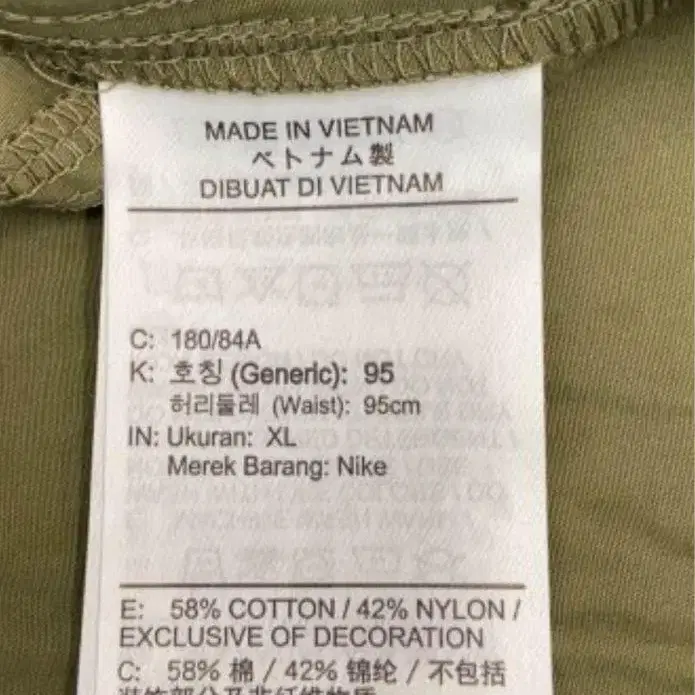 MADE IN VIETNAM
ベトナム製
DIBUAT DI VIETNAM
C: 180/84A
K: 호칭 (Generic): 95
허리둘레 (Waist): 95cm
IN: Ukuran: XL
Merek Barang: Nike
E: 58% COTTON / 42% NYLON /
EXCLUSIVE OF DECORATION
C: 58% 棉 / 42% 锦纶 / 不包括